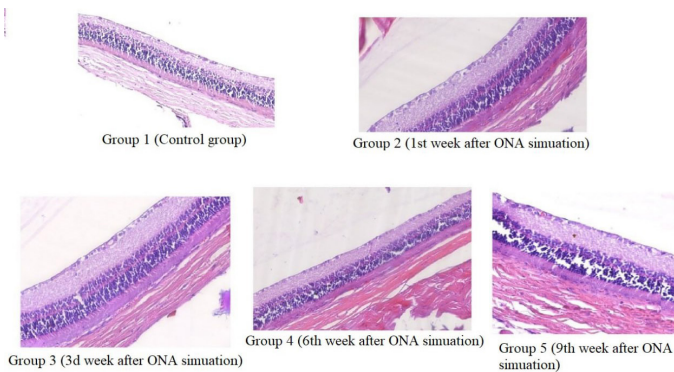 Group 1 (Control group)
Group 2 (1st week after ONA simuation)
Group 3 (3d week after ONA simuation)
Group 4 (6th week after ONA simuation)
Group 5 (9th week after ONA
simuation)